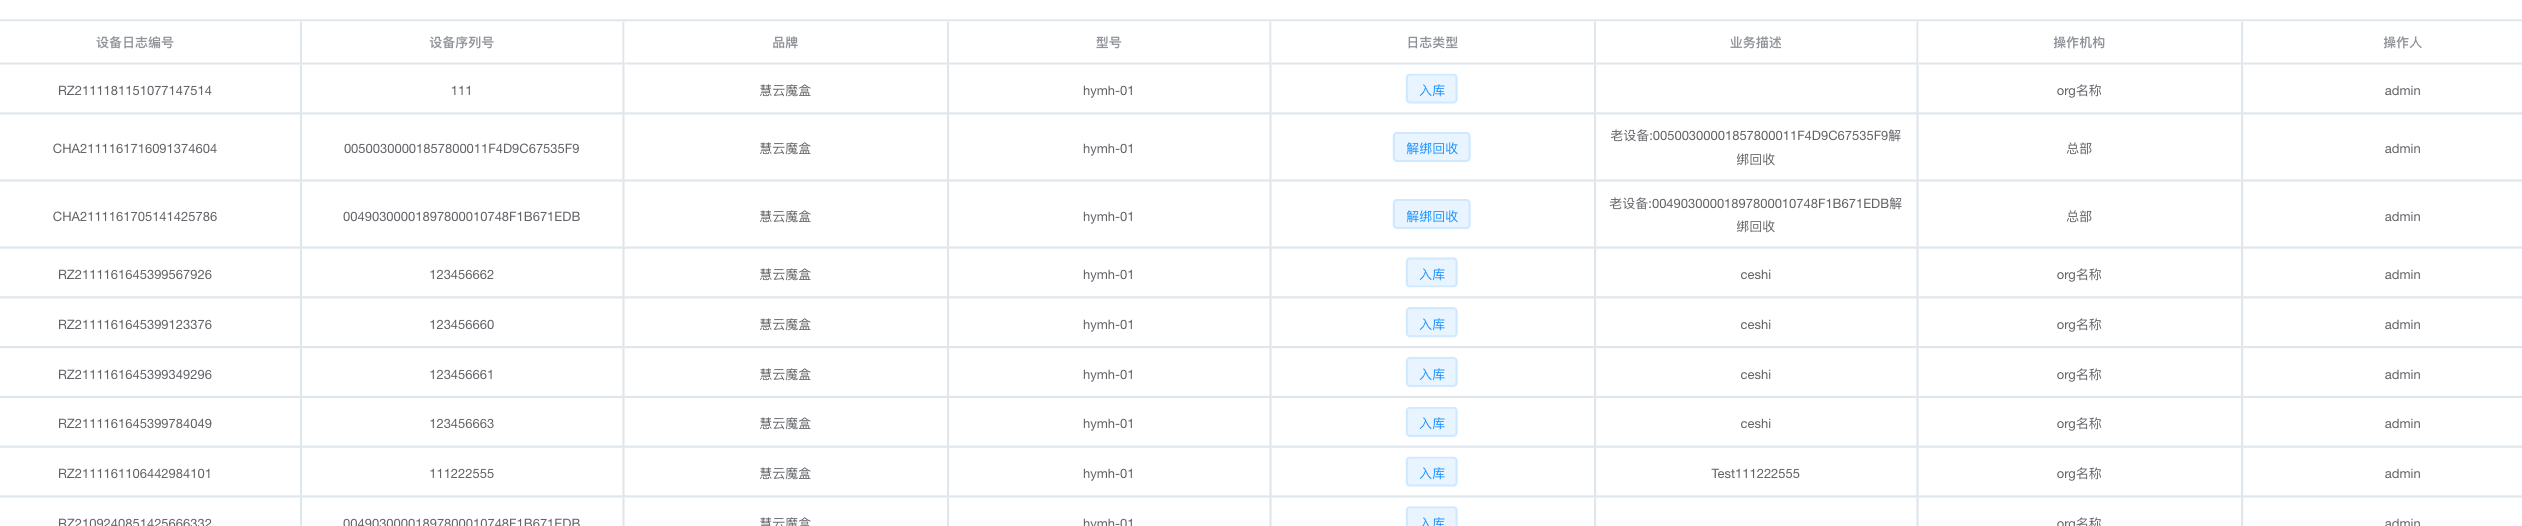 设备日志编号 设备序列号 品牌 型号 日志类型 业务描述 操作机构 操作人
RZ2111181151077147514 111 慧云魔盒 hymh-01 入库 org名称 admin
CHA2111161716091374604 00500300001857800011F4D9C67535F9 慧云魔盒 hymh-01 解绑回收 老设备:00500300001857800011F4D9C67535F9解
绑回收 总部 admin
CHA2111161705141425786 00490300001897800010748F1B671EDB 慧云魔盒 hymh-01 解绑回收 老设备:00490300001897800010748F1B671EDB解
绑回收 总部 admin
RZ2111161645399567926 123456662 慧云魔盒 hymh-01 入库 ceshi org名称 admin
RZ2111161645399123376 123456660 慧云魔盒 hymh-01 入库 ceshi org名称 admin
RZ2111161645399349296 123456661 慧云魔盒 hymh-01 入库 ceshi org名称 admin
RZ2111161645399784049 123456663 慧云魔盒 hymh-01 入库 ceshi org名称 admin
RZ2111161106442984101 111222555 慧云魔盒 hymh-01 入库 Test111222555 org名称 admin
RZ2109240851425666332 00490300001897800010748F1B671EDB 慧云魔盒 hymh-01 入库 org名称 admin